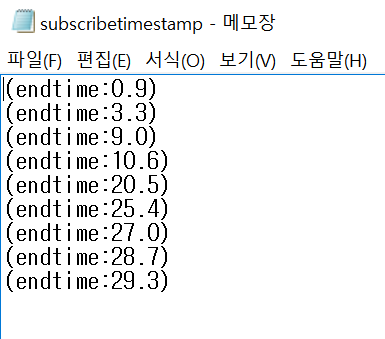 subscribetimestamp - 메모장
파일(F) 편집(E) 서식(O) 보기(V) 도움말(H)
(endtime:0.9)
(endtime:3.3)
(endtime:9.0)
(endtime:10.6)
(endtime:20.5)
(endtime:25.4)
(endtime:27.0)
(endtime:28.7)
(endtime:29.3)